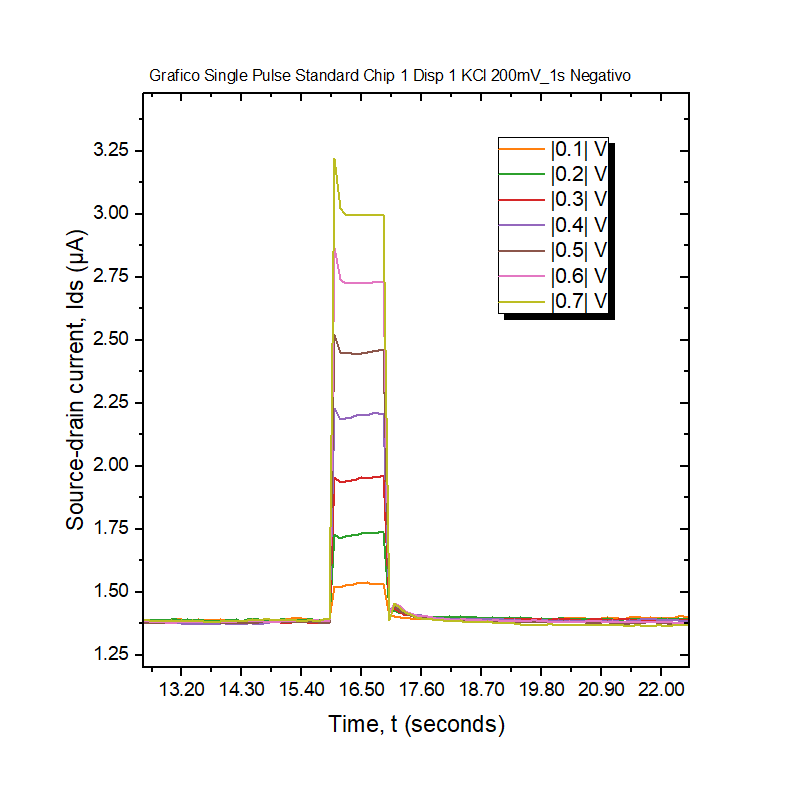 Grafico Single Pulse Standard Chip 1 Disp 1 KCl 200mV_1s Negativo
|0.1| V
|0.2| V
|0.3| V
|0.4| V
|0.5| V
|0.6| V
|0.7| V
Source-drain current, Ids (µA)
3.25
3.00
2.75
2.50
2.25
2.00
1.75
1.50
1.25
13.20 14.30 15.40 16.50 17.60 18.70 19.80 20.90 22.00
Time, t (seconds)